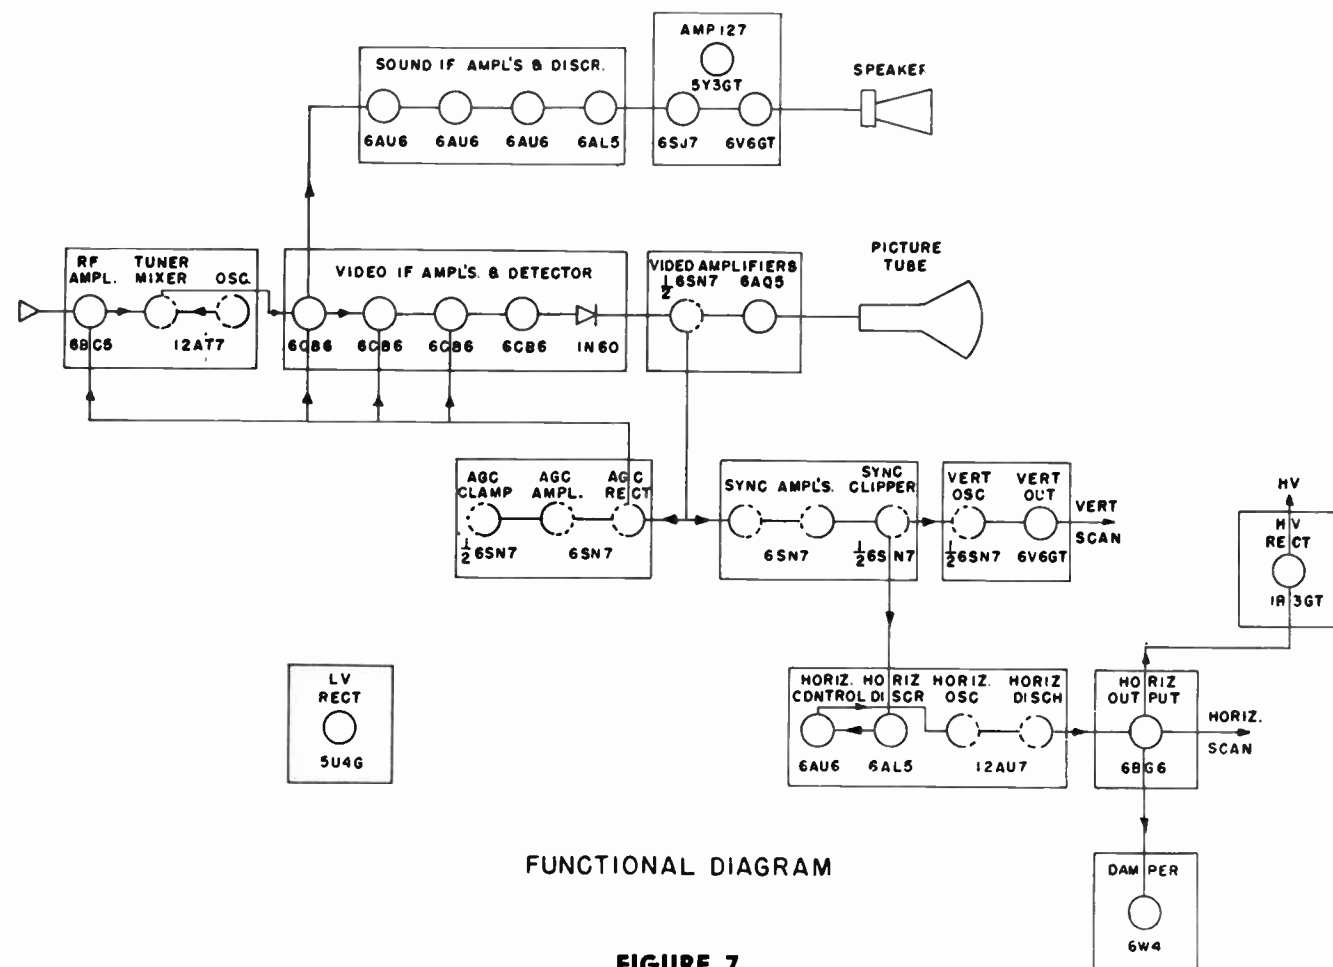 AMP 127
5Y3GT
6SJ7 6V6GT
SOUND IF AMPL'S & DISCR.
6AU6 6AU6 6AU6 6AL5
SPEAKER
RF TUNER
AMPL. MIXER OSC.
6BC5 12AT7
VIDEO IF AMPL'S. & DETECTOR
6CB6 6CB6 6CB6 6CB6 1N60
VIDEO AMPLIFIERS
1/2 6SN7 6AQ5
PICTURE
TUBE
AGC AGC AGC
CLAMP AMPL. RECT
1/2 6SN7 6SN7
SYNC AMPL'S. SYNC
CLIPPER
6SN7 1/2 6SN7
VERT VERT
OSC OUT
1/2 6SN7 6V6GT
VERT
SCAN
HV
HV
RECT
1B3GT
LV
RECT
5U4G
HORIZ. HORIZ HORIZ. HORIZ
CONTROL DISCR OSC DISCH
6AU6 6AL5 12AU7
HORIZ
OUTPUT
6BG6
HORIZ.
SCAN
DAMPER
6W4
FUNCTIONAL DIAGRAM
FIGURE 7